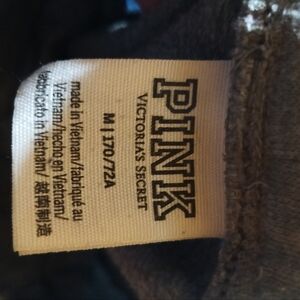 PINK
VICTORIA'S SECRET
M | 170/72A
made in Vietnam/fabriqué au
Vietnam/hecho en Vietnam/
fabbricato in Vietnam/ 越南制造